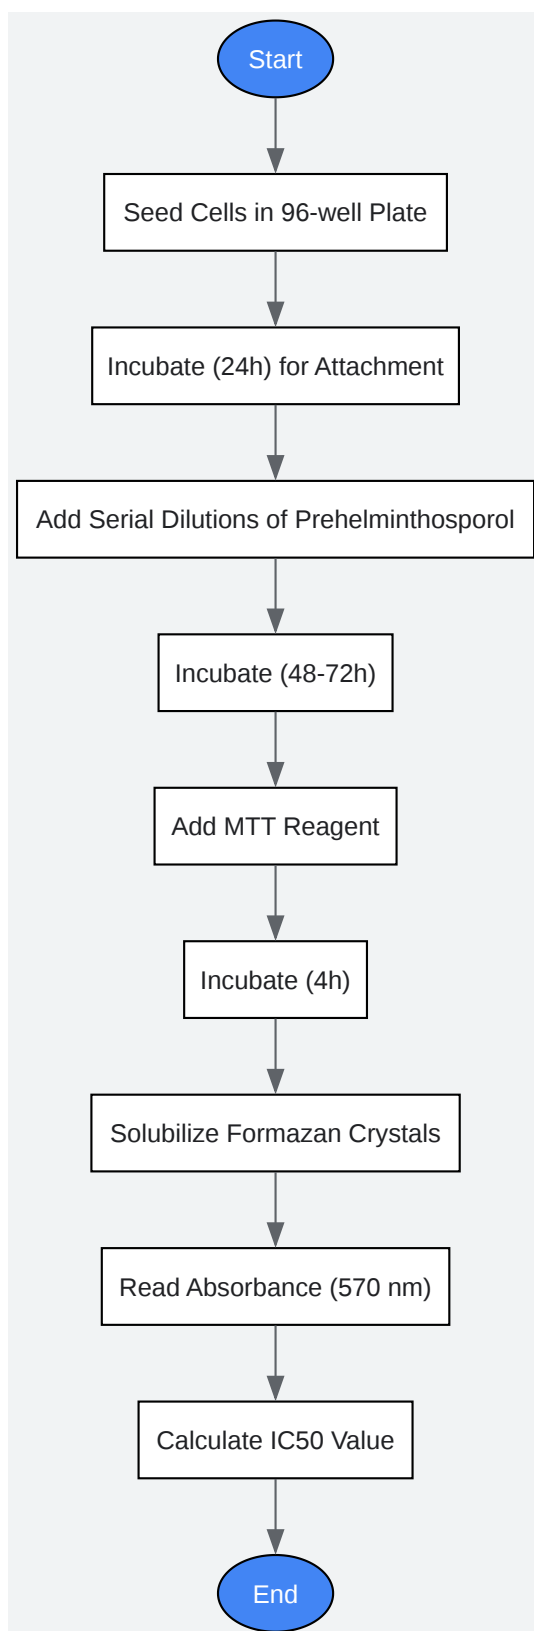 Start
Seed Cells in 96-well Plate
Incubate (24h) for Attachment
Add Serial Dilutions of Prehelminthosporol
Incubate (48-72h)
Add MTT Reagent
Incubate (4h)
Solubilize Formazan Crystals
Read Absorbance (570 nm)
Calculate IC50 Value
End